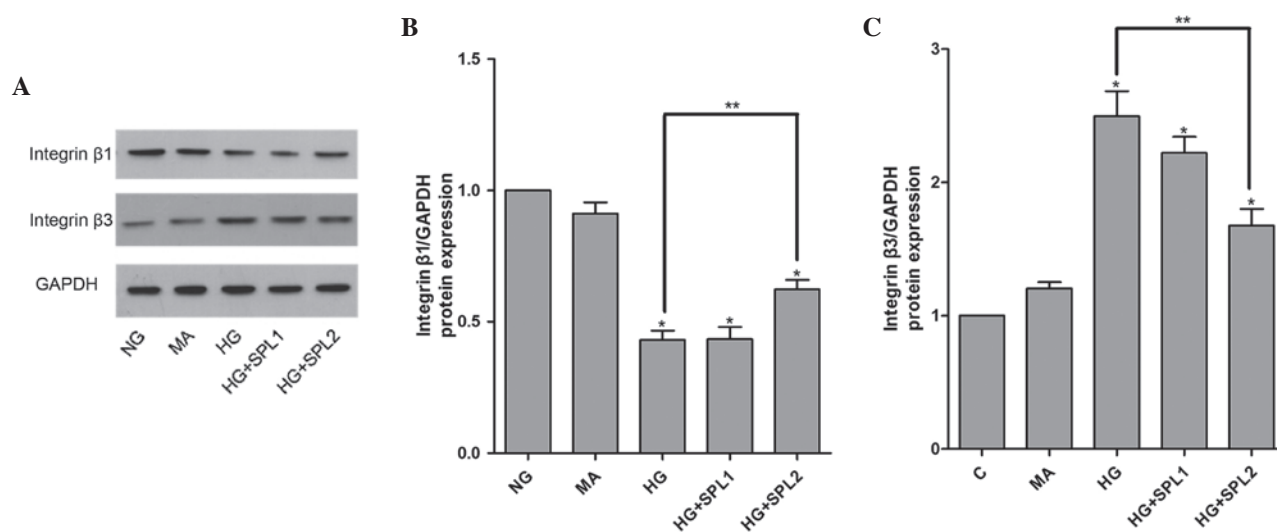 A
Integrin β1
Integrin β3
GAPDH
NG
MA
HG
HG+SPL1
HG+SPL2
B
Integrin β1/GAPDH
protein expression
1.5
1.0
0.5
0.0
**
*
*
*
NG
MA
HG
HG+SPL1
HG+SPL2
C
Integrin β3/GAPDH
protein expression
3
2
1
0
**
*
*
*
C
MA
HG
HG+SPL1
HG+SPL2